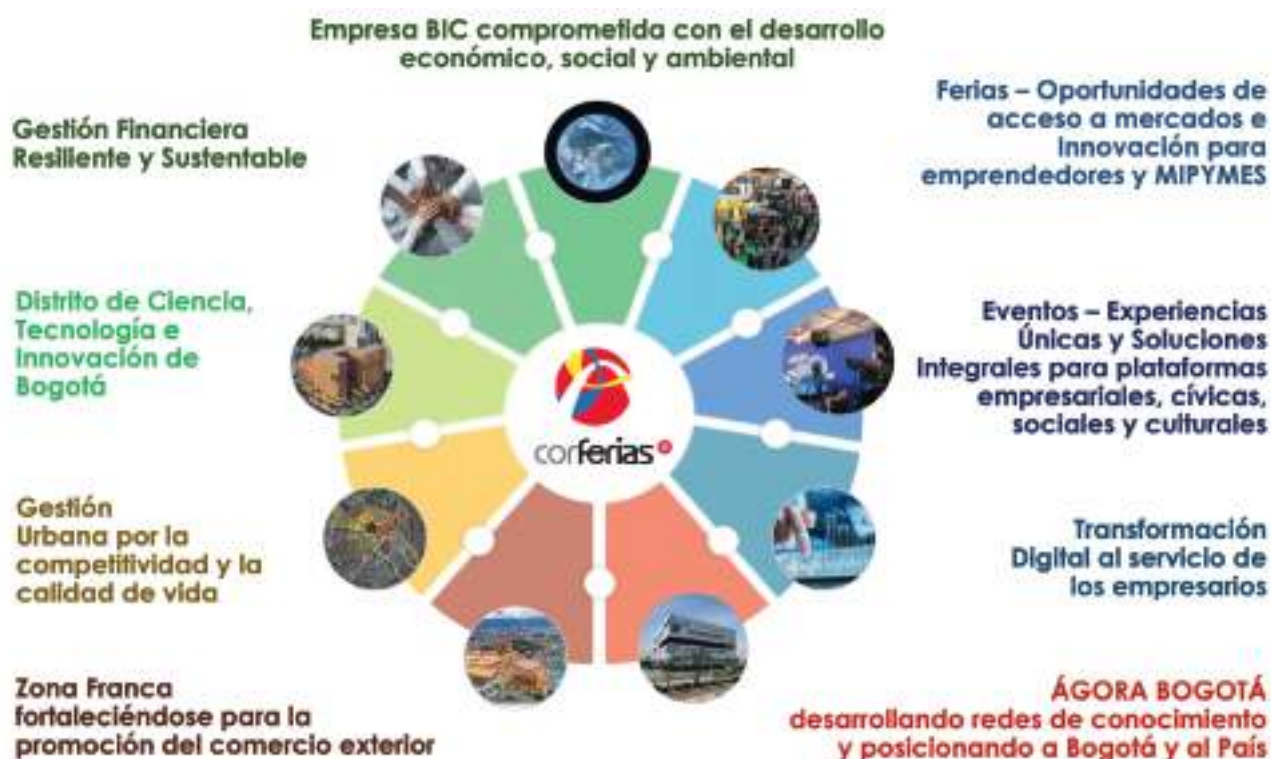 Empresa BIC comprometida con el desarrollo
económico, social y ambiental
Ferias – Oportunidades de
acceso a mercados e
Innovación para
emprendedores y MIPYMES
Eventos – Experiencias
Únicas y Soluciones
Integrales para plataformas
empresariales, cívicas,
sociales y culturales
Transformación
Digital al servicio de
los empresarios
ÁGORA BOGOTÁ
desarrollando redes de conocimiento
y posicionando a Bogotá y al País
Zona Franca
fortaleciéndose para la
promoción del comercio exterior
Gestión
Urbana por la
competitividad y la
calidad de vida
Distrito de Ciencia,
Tecnología e
Innovación de
Bogotá
Gestión Financiera
Resiliente y Sustentable
corferias